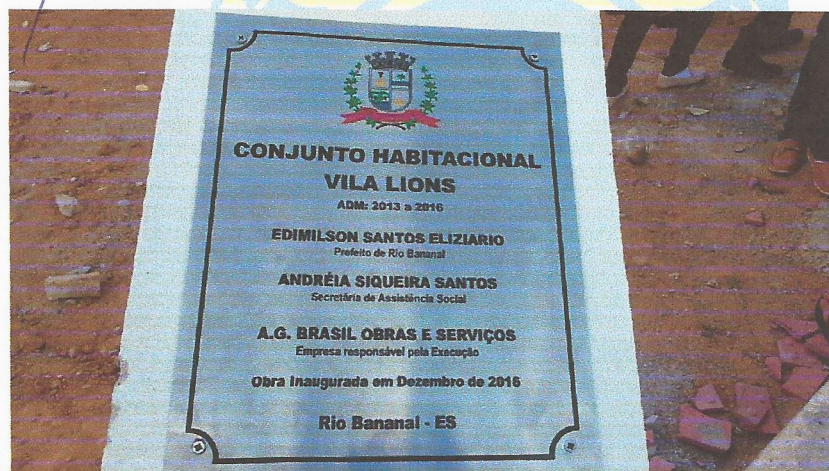 CONJUNTO HABITACIONAL
VILA LIONS
ADM: 2013 a 2016
EDIMILSON SANTOS ELIZIARIO
Prefeito de Rio Bananal
ANDRÉIA SIQUEIRA SANTOS
Secretária de Assistência Social
A.G. BRASIL OBRAS E SERVIÇOS
Empresa responsável pela Execução
Obra Inaugurada em Dezembro de 2016
Rio Bananal - ES